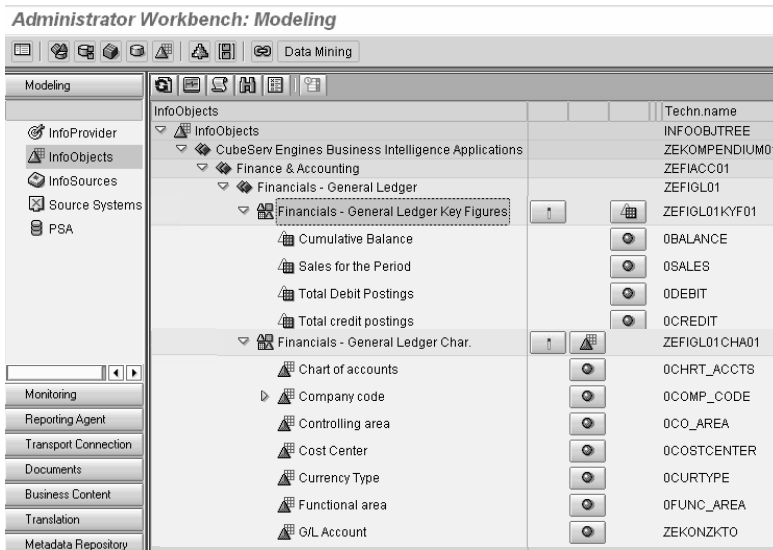 Administrator Workbench: Modeling
Data Mining
Modeling
InfoProvider
InfoObjects
InfoSources
Source Systems
PSA
Monitoring
Reporting Agent
Transport Connection
Documents
Business Content
Translation
Metadata Repository
InfoObjects Techn.name
InfoObjects INFOOBJTREE
CubeServ Engines Business Intelligence Applications ZEKOMPENDIUM0
Finance & Accounting ZEFIACC01
Financials - General Ledger ZEFIGL01
Financials - General Ledger Key Figures ZEFIGL01KYF01
Cumulative Balance 0BALANCE
Sales for the Period 0SALES
Total Debit Postings 0DEBIT
Total credit postings 0CREDIT
Financials - General Ledger Char. ZEFIGL01CHA01
Chart of accounts 0CHRT_ACCTS
Company code 0COMP_CODE
Controlling area 0CO_AREA
Cost Center 0COSTCENTER
Currency Type 0CURTYPE
Functional area 0FUNC_AREA
G/L Account ZEKONZKTO